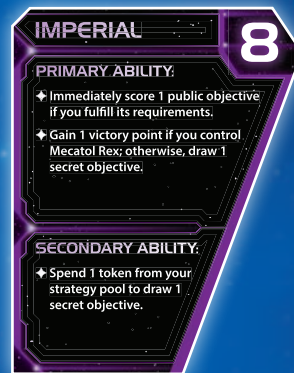 IMPERIAL
8
PRIMARY ABILITY:
Immediately score 1 public objective
if you fulfill its requirements.
Gain 1 victory point if you control
Mecatol Rex; otherwise, draw 1
secret objective.
SECONDARY ABILITY:
Spend 1 token from your
strategy pool to draw 1
secret objective.